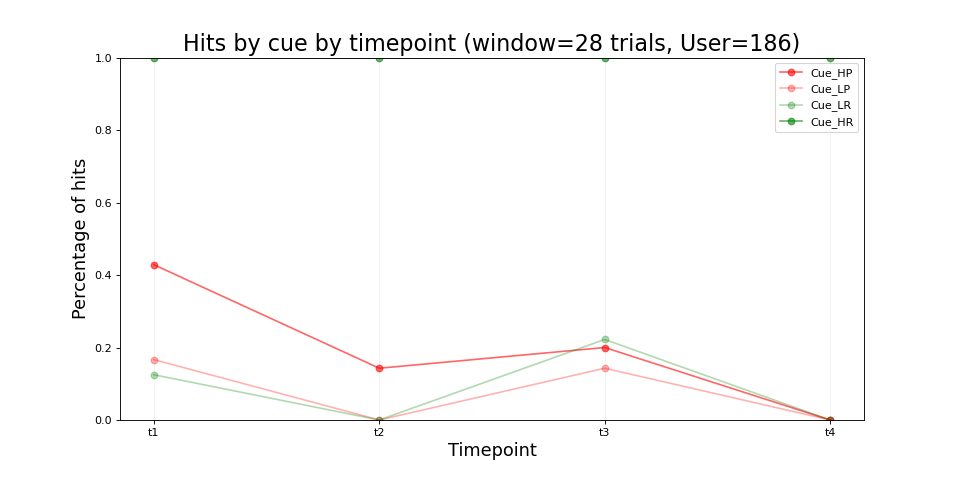 Hits by cue by timepoint (window=28 trials, User=186)
Cue_HP
Cue_LP
Cue_LR
Cue_HR
Percentage of hits
1.0
0.8
0.6
0.4
0.2
0.0
t1 t2 t3 t4
Timepoint